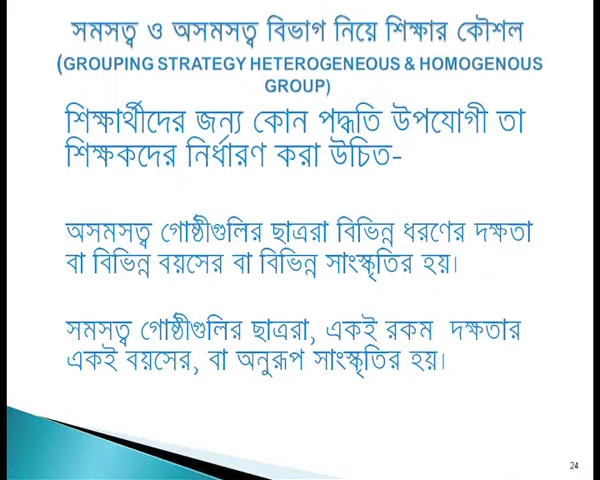 সমসত্ব ও অসমসত্ব বিভাগ নিয়ে শিক্ষার কৌশল
(GROUPING STRATEGY HETEROGENEOUS & HOMOGENOUS
GROUP)
শিক্ষার্থীদের জন্য কোন পদ্ধতি উপযোগী তা
শিক্ষকদের নির্ধারণ করা উচিত-
অসমসত্ব গোষ্ঠীগুলির ছাত্ররা বিভিন্ন ধরণের দক্ষতা
বা বিভিন্ন বয়সের বা বিভিন্ন সাংস্কৃতির হয়।
সমসত্ব গোষ্ঠীগুলির ছাত্ররা, একই রকম দক্ষতার
একই বয়সের, বা অনুরূপ সাংস্কৃতির হয়।
24